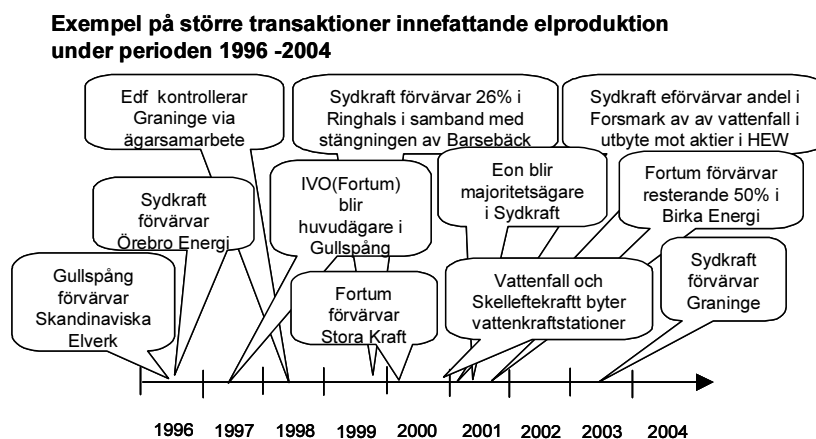 Exempel på större transaktioner innefattande elproduktion
under perioden 1996 -2004
Edf kontrollerar
Graninge via
ägarsamarbete
Sydkraft förvärvar 26% i
Ringhals i samband med
stängningen av Barsebäck
Sydkraft eförvärvar andel i
Forsmark av av vattenfall i
utbyte mot aktier i HEW
Sydkraft
förvärvar
Örebro Energi
IVO(Fortum)
blir
huvudägare i
Gullspång
Eon blir
majoritetsägare
i Sydkraft
Fortum förvärvar
resterande 50% i
Birka Energi
Gullspång
förvärvar
Skandinaviska
Elverk
Fortum
förvärvar
Stora Kraft
Vattenfall och
Skelleftekraftt byter
vattenkraftstationer
Sydkraft
förvärvar
Graninge
1996 1997 1998 1999 2000 2001 2002 2003 2004